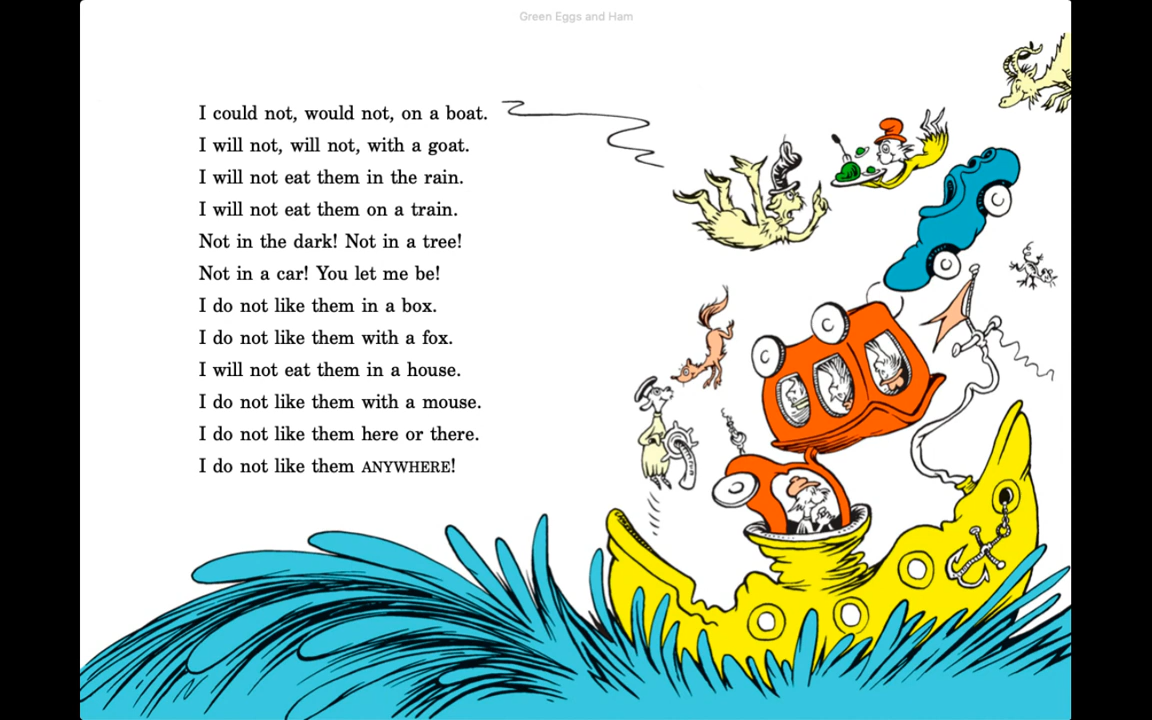 Green Eggs and Ham
I could not, would not, on a boat.
I will not, will not, with a goat.
I will not eat them in the rain.
I will not eat them on a train.
Not in the dark! Not in a tree!
Not in a car! You let me be!
I do not like them in a box.
I do not like them with a fox.
I will not eat them in a house.
I do not like them with a mouse.
I do not like them here or there.
I do not like them ANYWHERE!